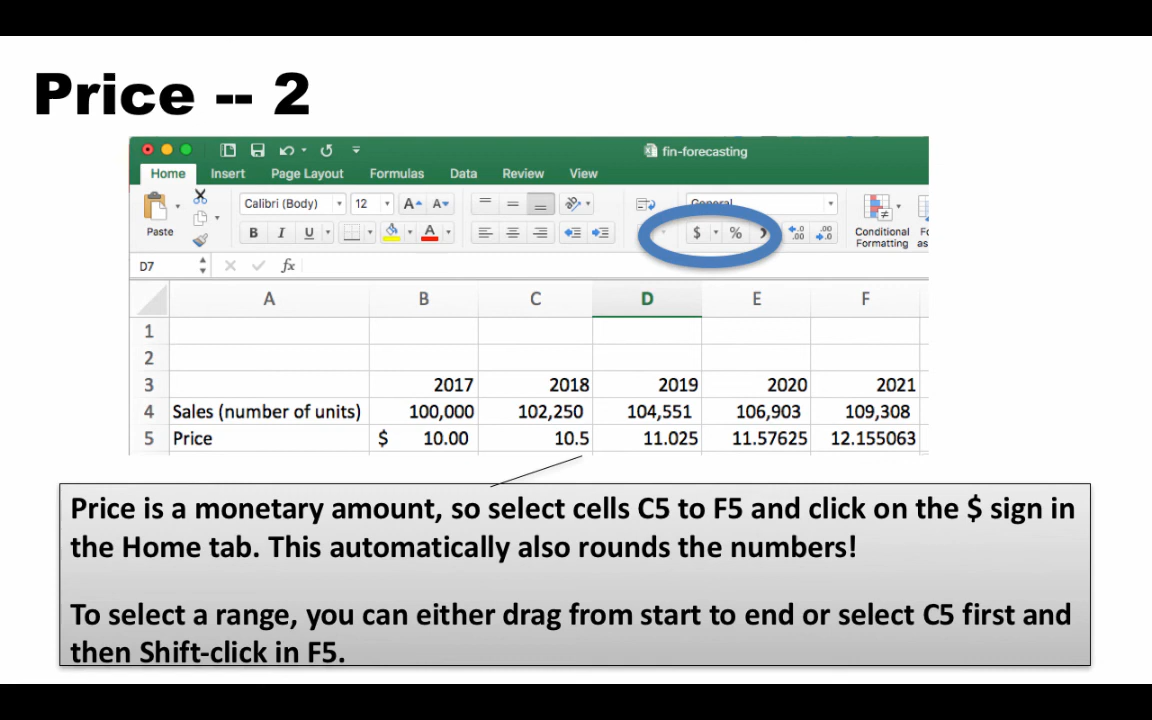 Price -- 2
fin-forecasting
Home Insert Page Layout Formulas Data Review View
Calibri (Body) 12 A A General
Paste B I U A $ % , .0 .00 .00 .0 Conditional
Formatting
D7 fx
A B C D E F
1
2
3 2017 2018 2019 2020 2021
4 Sales (number of units) 100,000 102,250 104,551 106,903 109,308
5 Price $ 10.00 10.5 11.025 11.57625 12.155063
Price is a monetary amount, so select cells C5 to F5 and click on the $ sign in
the Home tab. This automatically also rounds the numbers!
To select a range, you can either drag from start to end or select C5 first and
then Shift-click in F5.